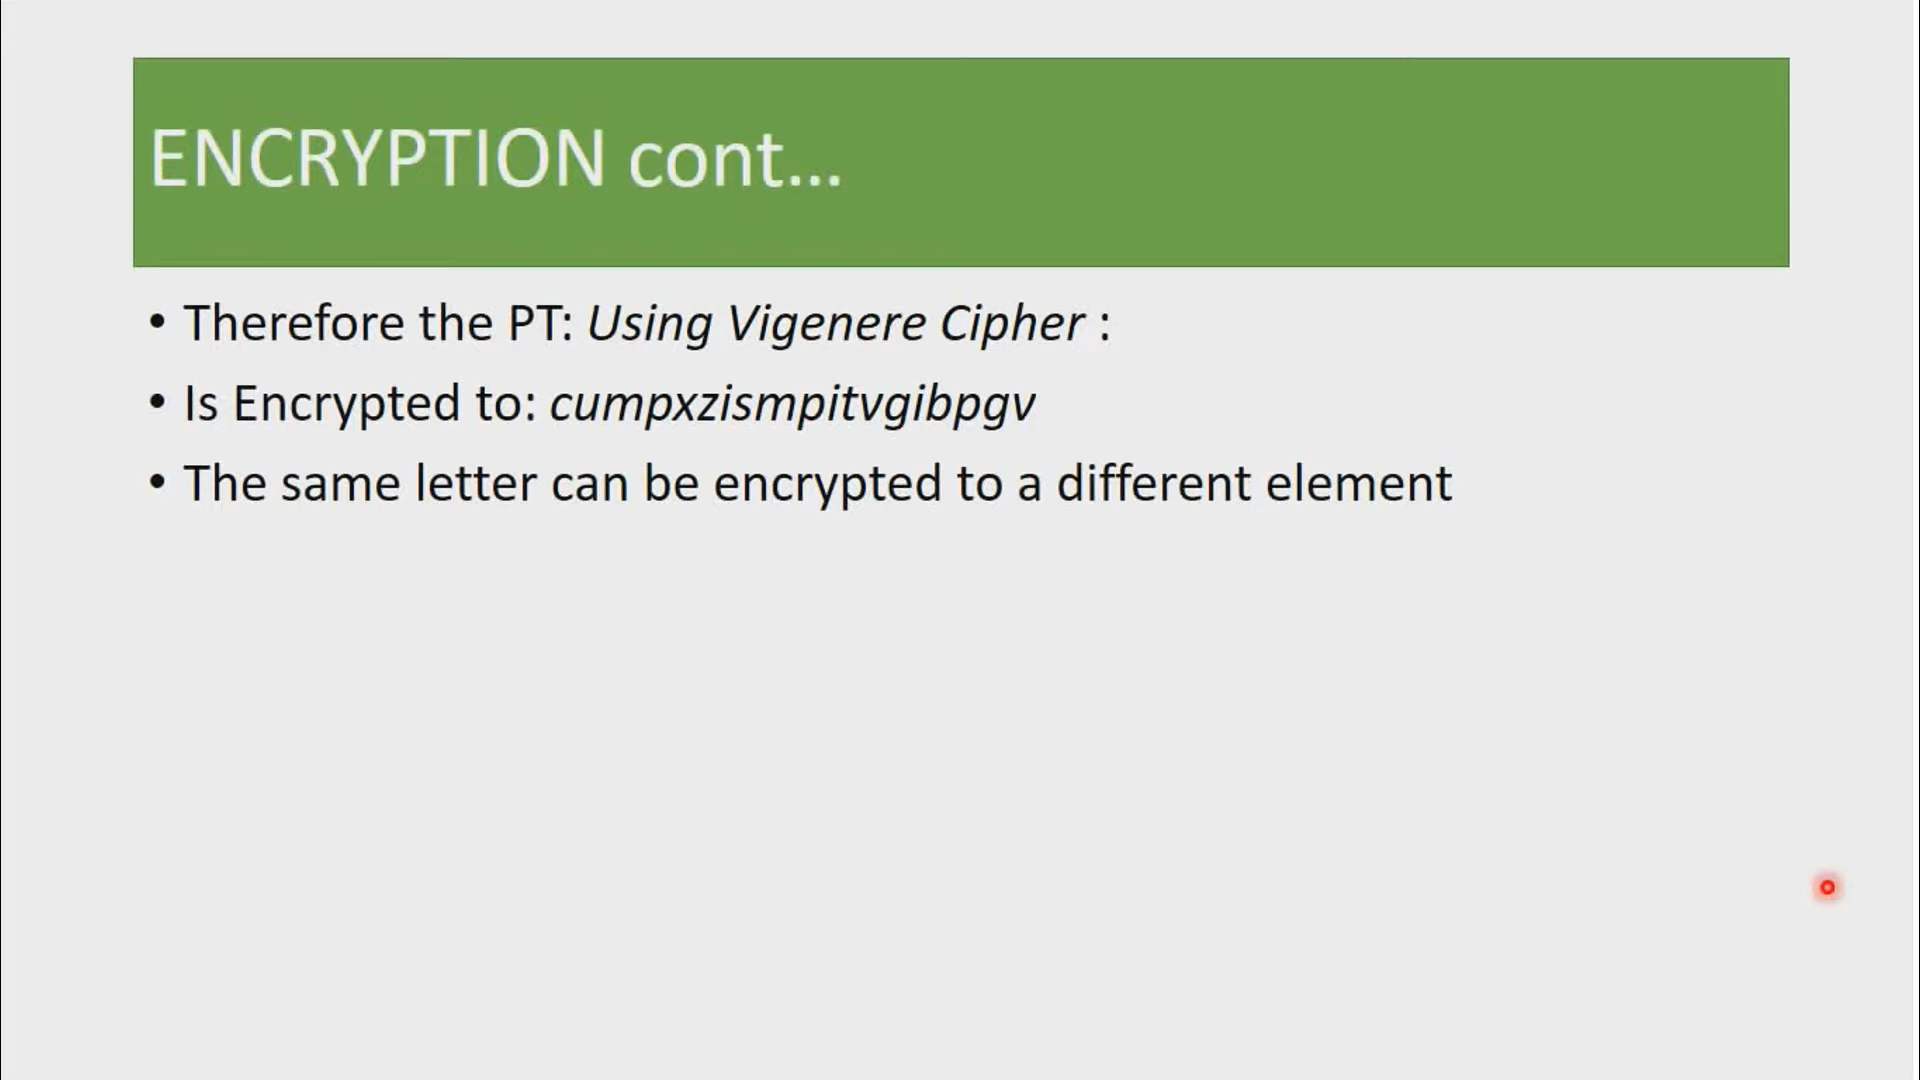 ENCRYPTION cont...
• Therefore the PT: Using Vigenere Cipher :
• Is Encrypted to: cumpxzismpitvgibpgv
• The same letter can be encrypted to a different element